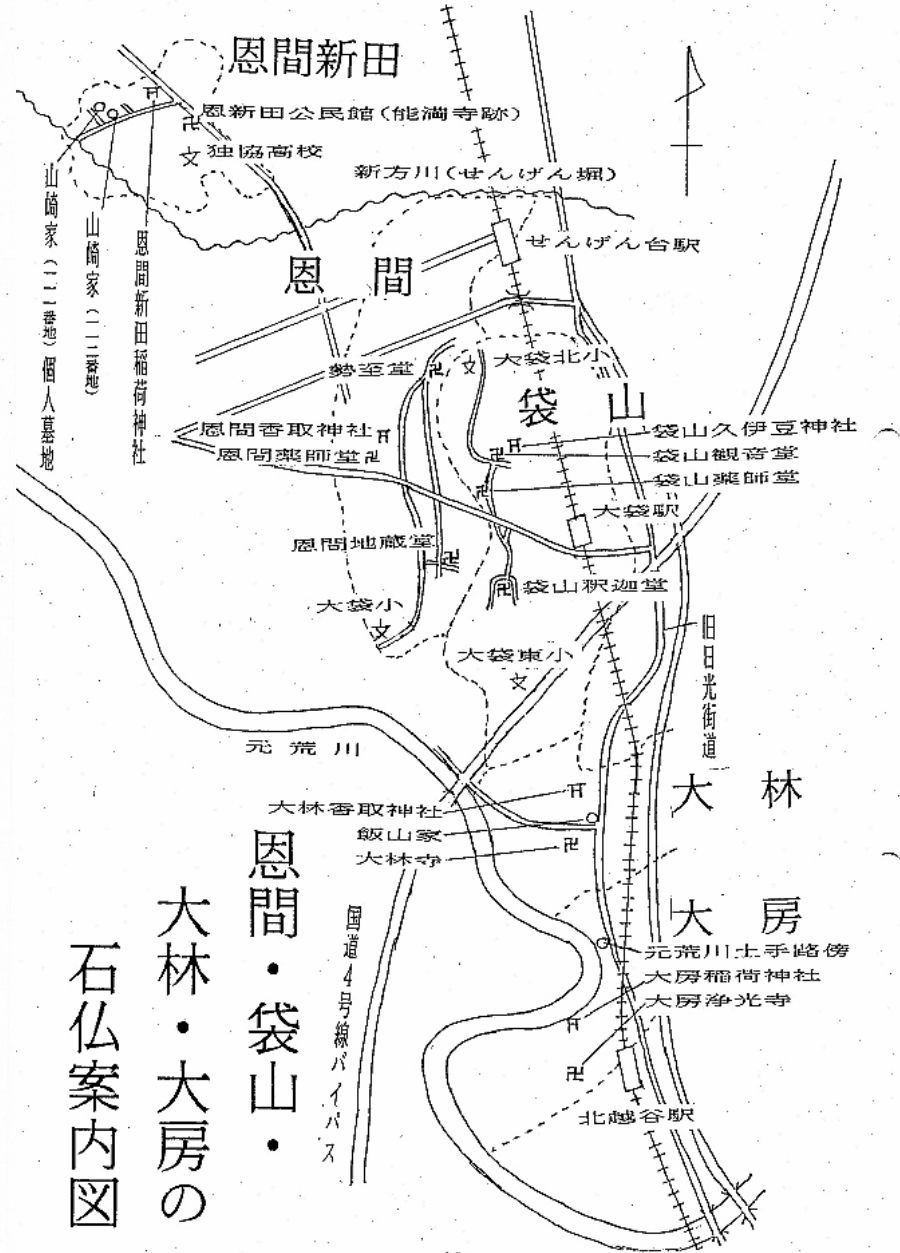 恩間新田
恩新田公民館(能満寺跡)
独協高校
新方川(せんげん堀)
せんげん台駅
山崎家(一一一番地)個人墓地
山崎家(一一二番地)
恩間新田稲荷神社
恩間
勢至堂
大袋北小
袋山
恩間香取神社
恩間薬師堂
袋山久伊豆神社
袋山観音堂
袋山薬師堂
大袋駅
恩間地蔵堂
袋山釈迦堂
大袋小
文
大袋東小
文
旧日光街道
元荒川
大林
大林香取神社
飯山家
大林寺
大房
元荒川土手路傍
大房稲荷神社
大房浄光寺
国道4号線バイパス
北越谷駅
恩間・袋山・
大林・大房の
石仏案内図